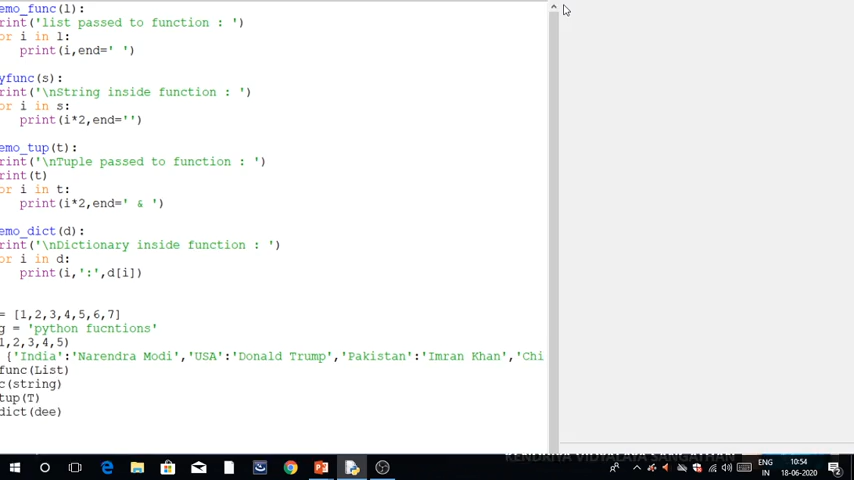 emo_func(l):
rint('list passed to function : ')
or i in l:
print(i,end=' ')
yfunc(s):
rint('\nString inside function : ')
or i in s:
print(i*2,end='')
emo_tup(t):
rint('\nTuple passed to function : ')
rint(t)
or i in t:
print(i*2,end=' & ')
emo_dict(d):
rint('\nDictionary inside function : ')
or i in d:
print(i,':',d[i])
= [1,2,3,4,5,6,7]
g = 'python fucntions'
1,2,3,4,5)
{'India':'Narendra Modi','USA':'Donald Trump','Pakistan':'Imran Khan','Chi
func(List)
c(string)
tup(T)
dict(dee)
KENDRIYA VIDYALAYA SANGATHAN
ENG
IN
10:54
18-06-2020
2